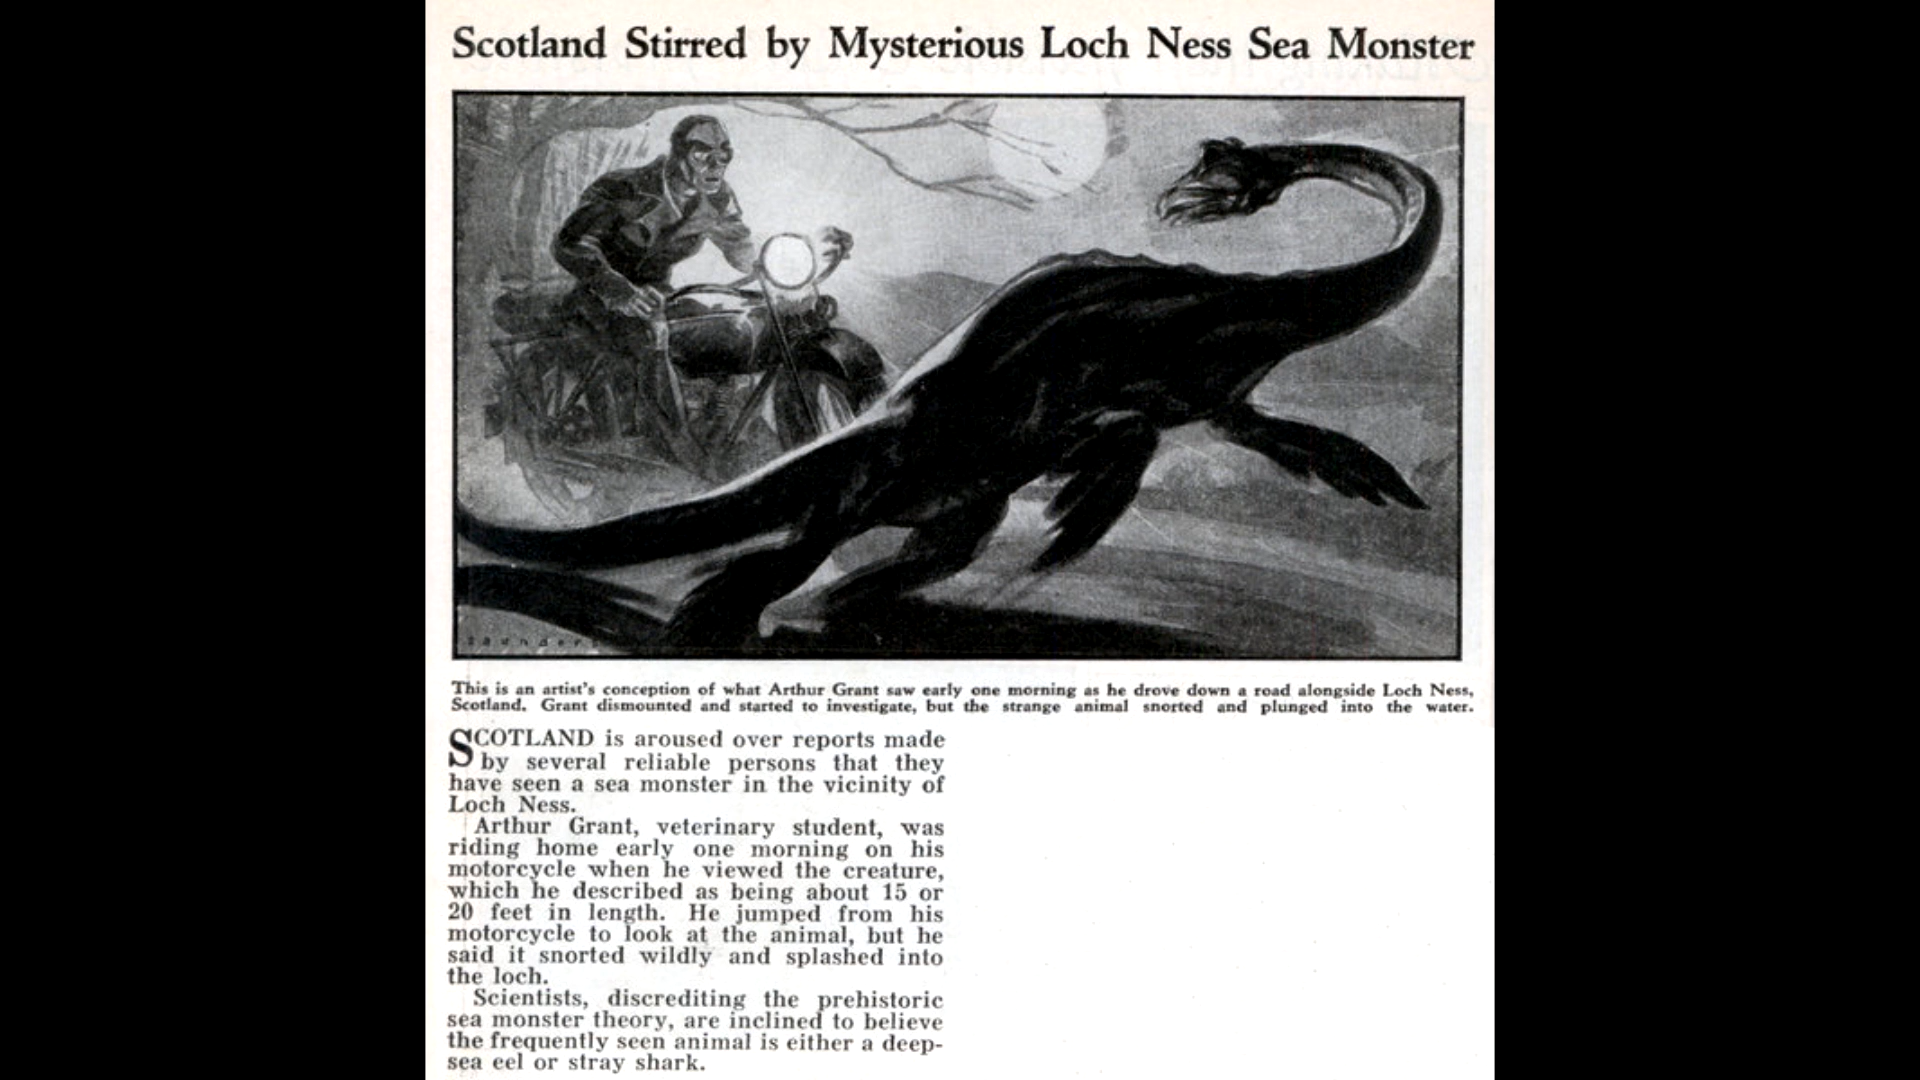 Scotland Stirred by Mysterious Loch Ness Sea Monster
saunders
This is an artist's conception of what Arthur Grant saw early one morning as he drove down a road alongside Loch Ness,
Scotland. Grant dismounted and started to investigate, but the strange animal snorted and plunged into the water.
SCOTLAND is aroused over reports made
by several reliable persons that they
have seen a sea monster in the vicinity of
Loch Ness.
Arthur Grant, veterinary student, was
riding home early one morning on his
motorcycle when he viewed the creature,
which he described as being about 15 or
20 feet in length. He jumped from his
motorcycle to look at the animal, but he
said it snorted wildly and splashed into
the loch.
Scientists, discrediting the prehistoric
sea monster theory, are inclined to believe
the frequently seen animal is either a deep-
sea eel or stray shark.